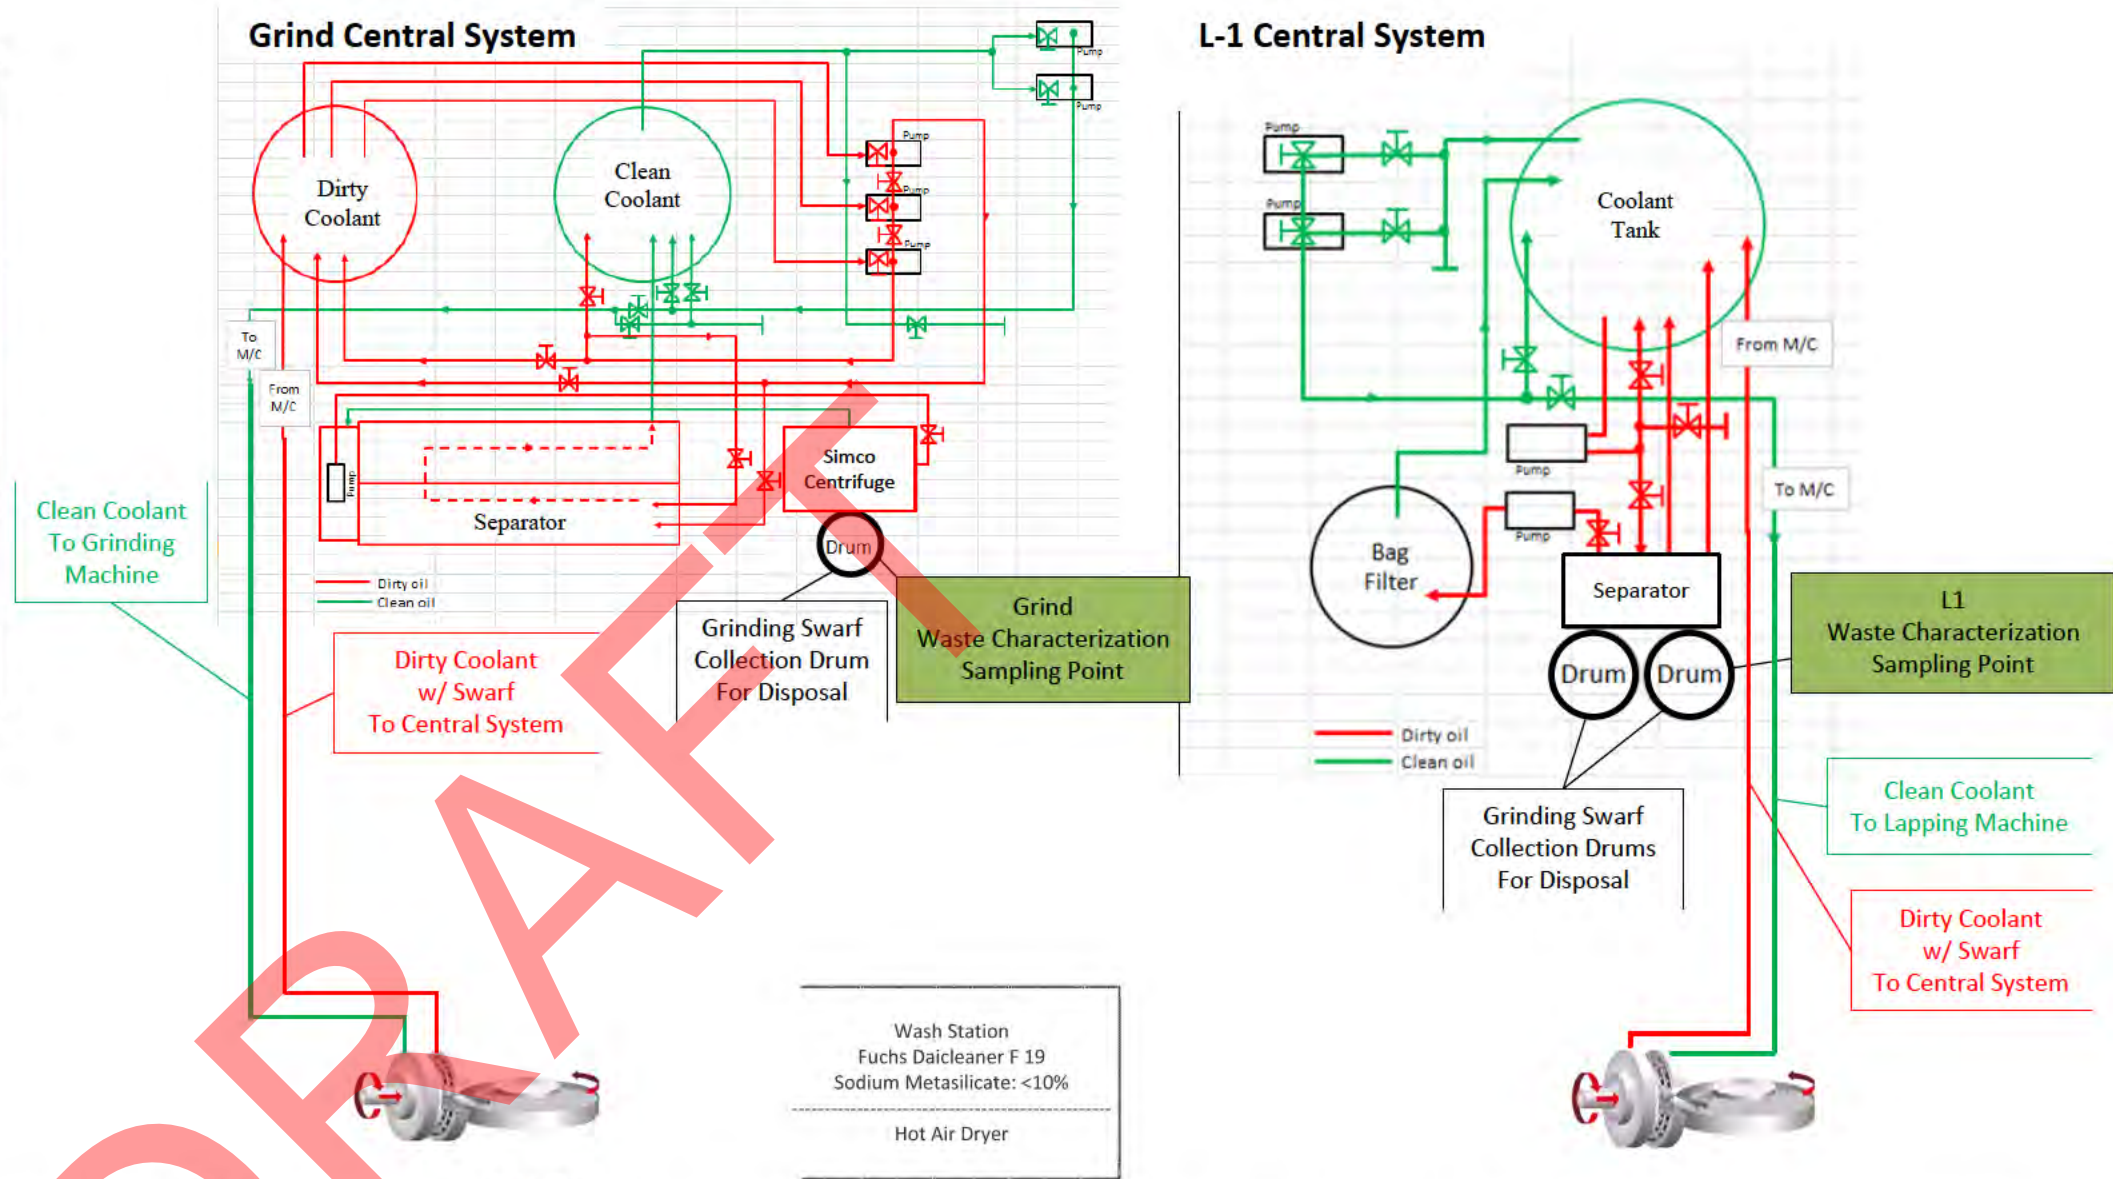 Grind Central System
Pump
Pump
Pump
Pump
Pump
Dirty
Coolant
Clean
Coolant
To
M/C
From
M/C
Pump
Separator
Simco
Centrifuge
Drum
Dirty oil
Clean oil
Clean Coolant
To Grinding
Machine
Dirty Coolant
w/ Swarf
To Central System
Grinding Swarf
Collection Drum
For Disposal
Grind
Waste Characterization
Sampling Point
Wash Station
Fuchs Daicleaner F 19
Sodium Metasilicate: <10%
Hot Air Dryer
L-1 Central System
Pump
Pump
Coolant
Tank
From M/C
Pump
To M/C
Pump
Bag
Filter
Separator
Drum
Drum
L1
Waste Characterization
Sampling Point
Dirty oil
Clean oil
Grinding Swarf
Collection Drums
For Disposal
Clean Coolant
To Lapping Machine
Dirty Coolant
w/ Swarf
To Central System
DRAFT